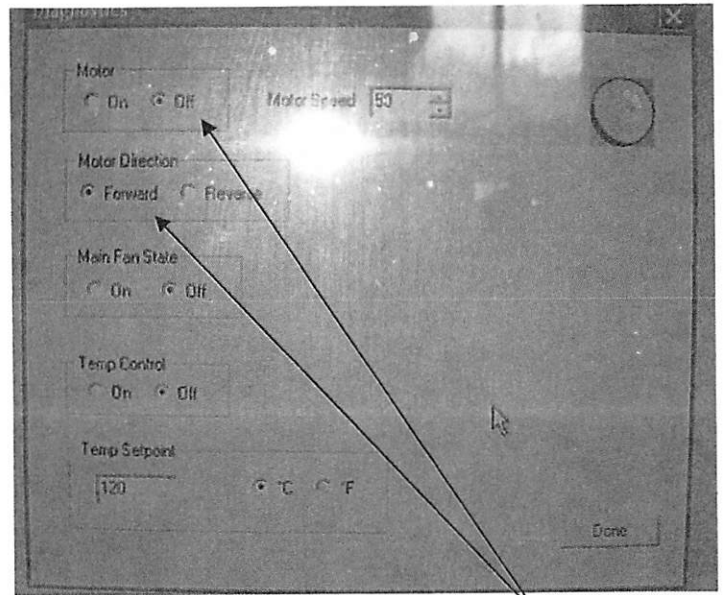 Diagnostics
Motor
On Off Motor Speed 50
Motor Direction
Forward Reverse
Main Fan State
On Off
Temp Control
On Off
Temp Setpoint
120 °C °F
Done